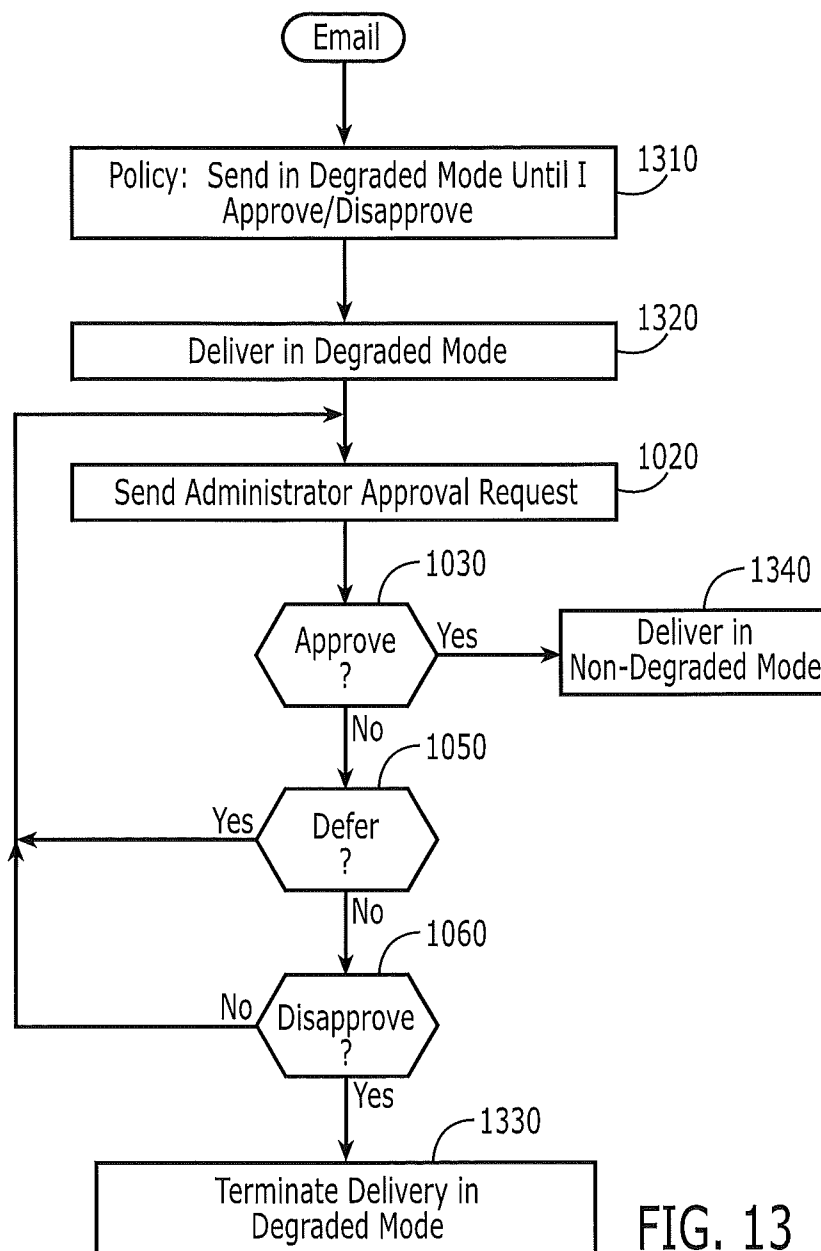 Email
Policy: Send in Degraded Mode Until I
Approve/Disapprove
1310
Deliver in Degraded Mode
1320
Send Administrator Approval Request
1020
Approve
?
1030
Yes
Deliver in
Non-Degraded Mode
1340
No
Defer
?
1050
Yes
No
Disapprove
?
1060
No
Yes
Terminate Delivery in
Degraded Mode
1330
FIG. 13